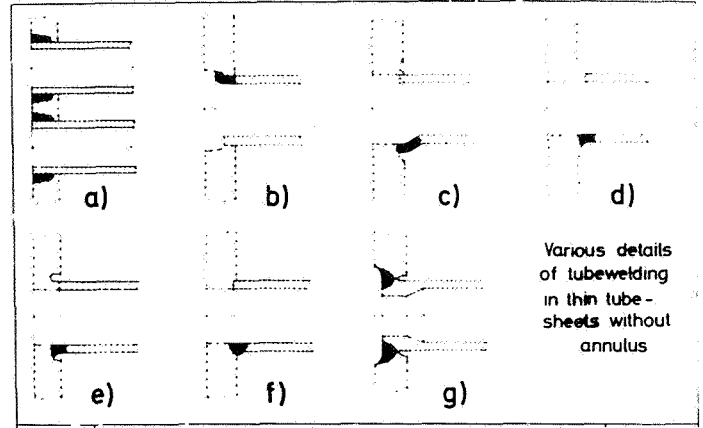 a)
b)
c)
d)
Various details
of tubewelding
in thin tube-
sheets without
annulus
e)
f)
g)